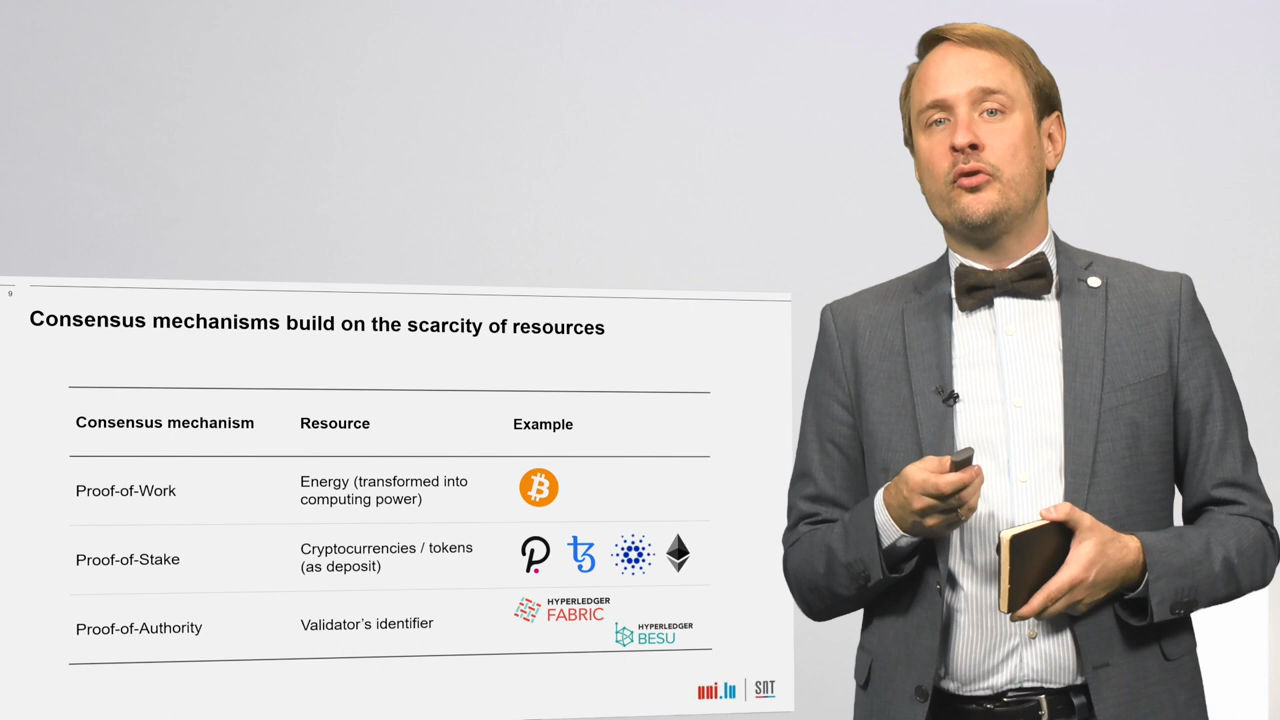 9
Consensus mechanisms build on the scarcity of resources
Consensus mechanism Resource Example
Proof-of-Work
Energy (transformed into
computing power)
Proof-of-Stake
Cryptocurrencies / tokens
(as deposit)
Proof-of-Authority
Validator's identifier
HYPERLEDGER
FABRIC
HYPERLEDGER
BESU
uni.lu SNT